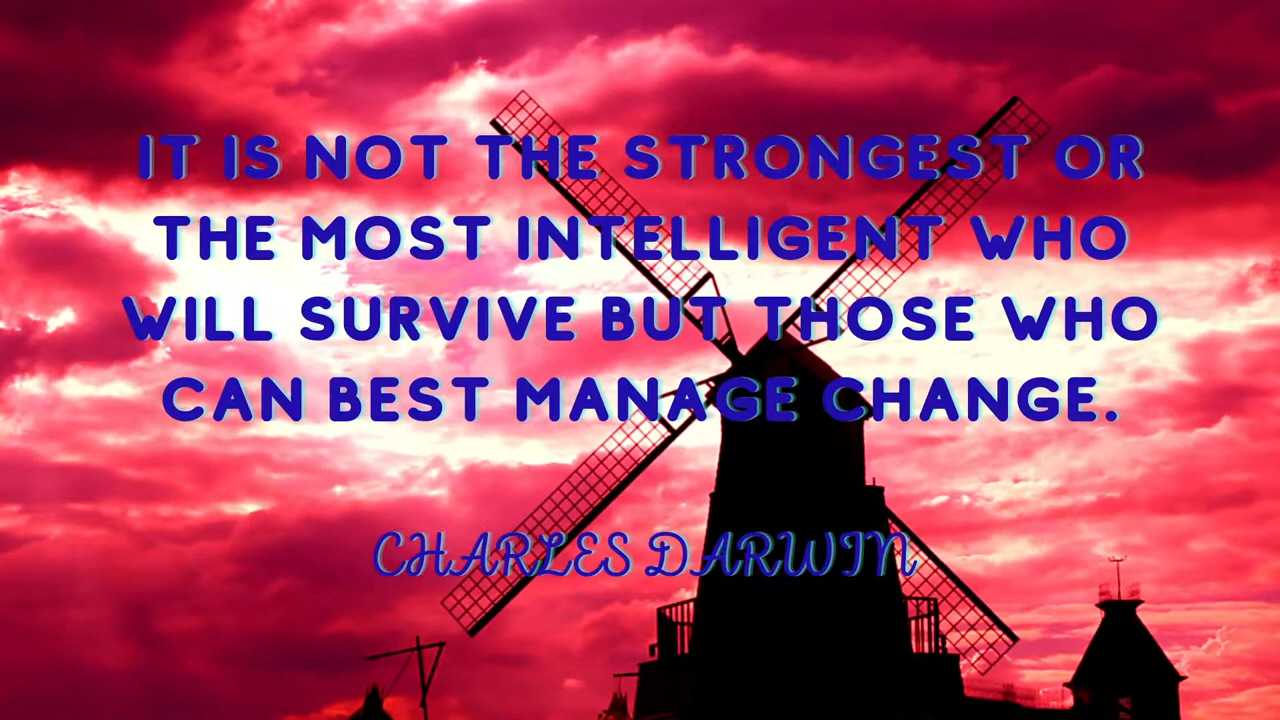 IT IS NOT THE STRONGEST OR
THE MOST INTELLIGENT WHO
WILL SURVIVE BUT THOSE WHO
CAN BEST MANAGE CHANGE.
CHARLES DARWIN